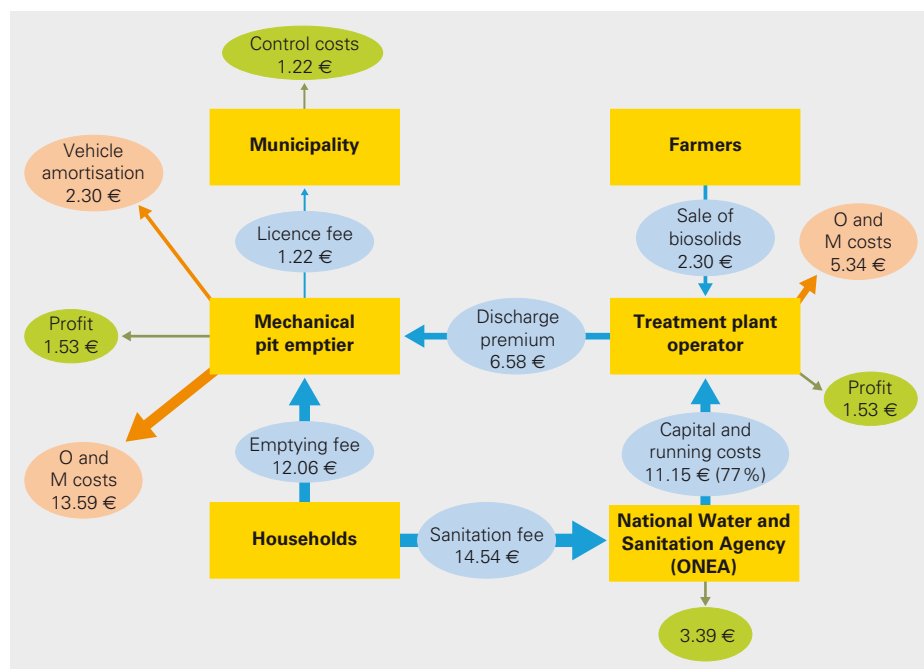 Control costs
1.22 €
Municipality
Farmers
Vehicle
amortisation
2.30 €
Licence fee
1.22 €
Sale of
biosolids
2.30 €
O and
M costs
5.34 €
Profit
1.53 €
Mechanical
pit emptier
Discharge
premium
6.58 €
Treatment plant
operator
Profit
1.53 €
O and
M costs
13.59 €
Emptying fee
12.06 €
Capital and
running costs
11.15 € (77 %)
Households
Sanitation fee
14.54 €
National Water and
Sanitation Agency
(ONEA)
3.39 €